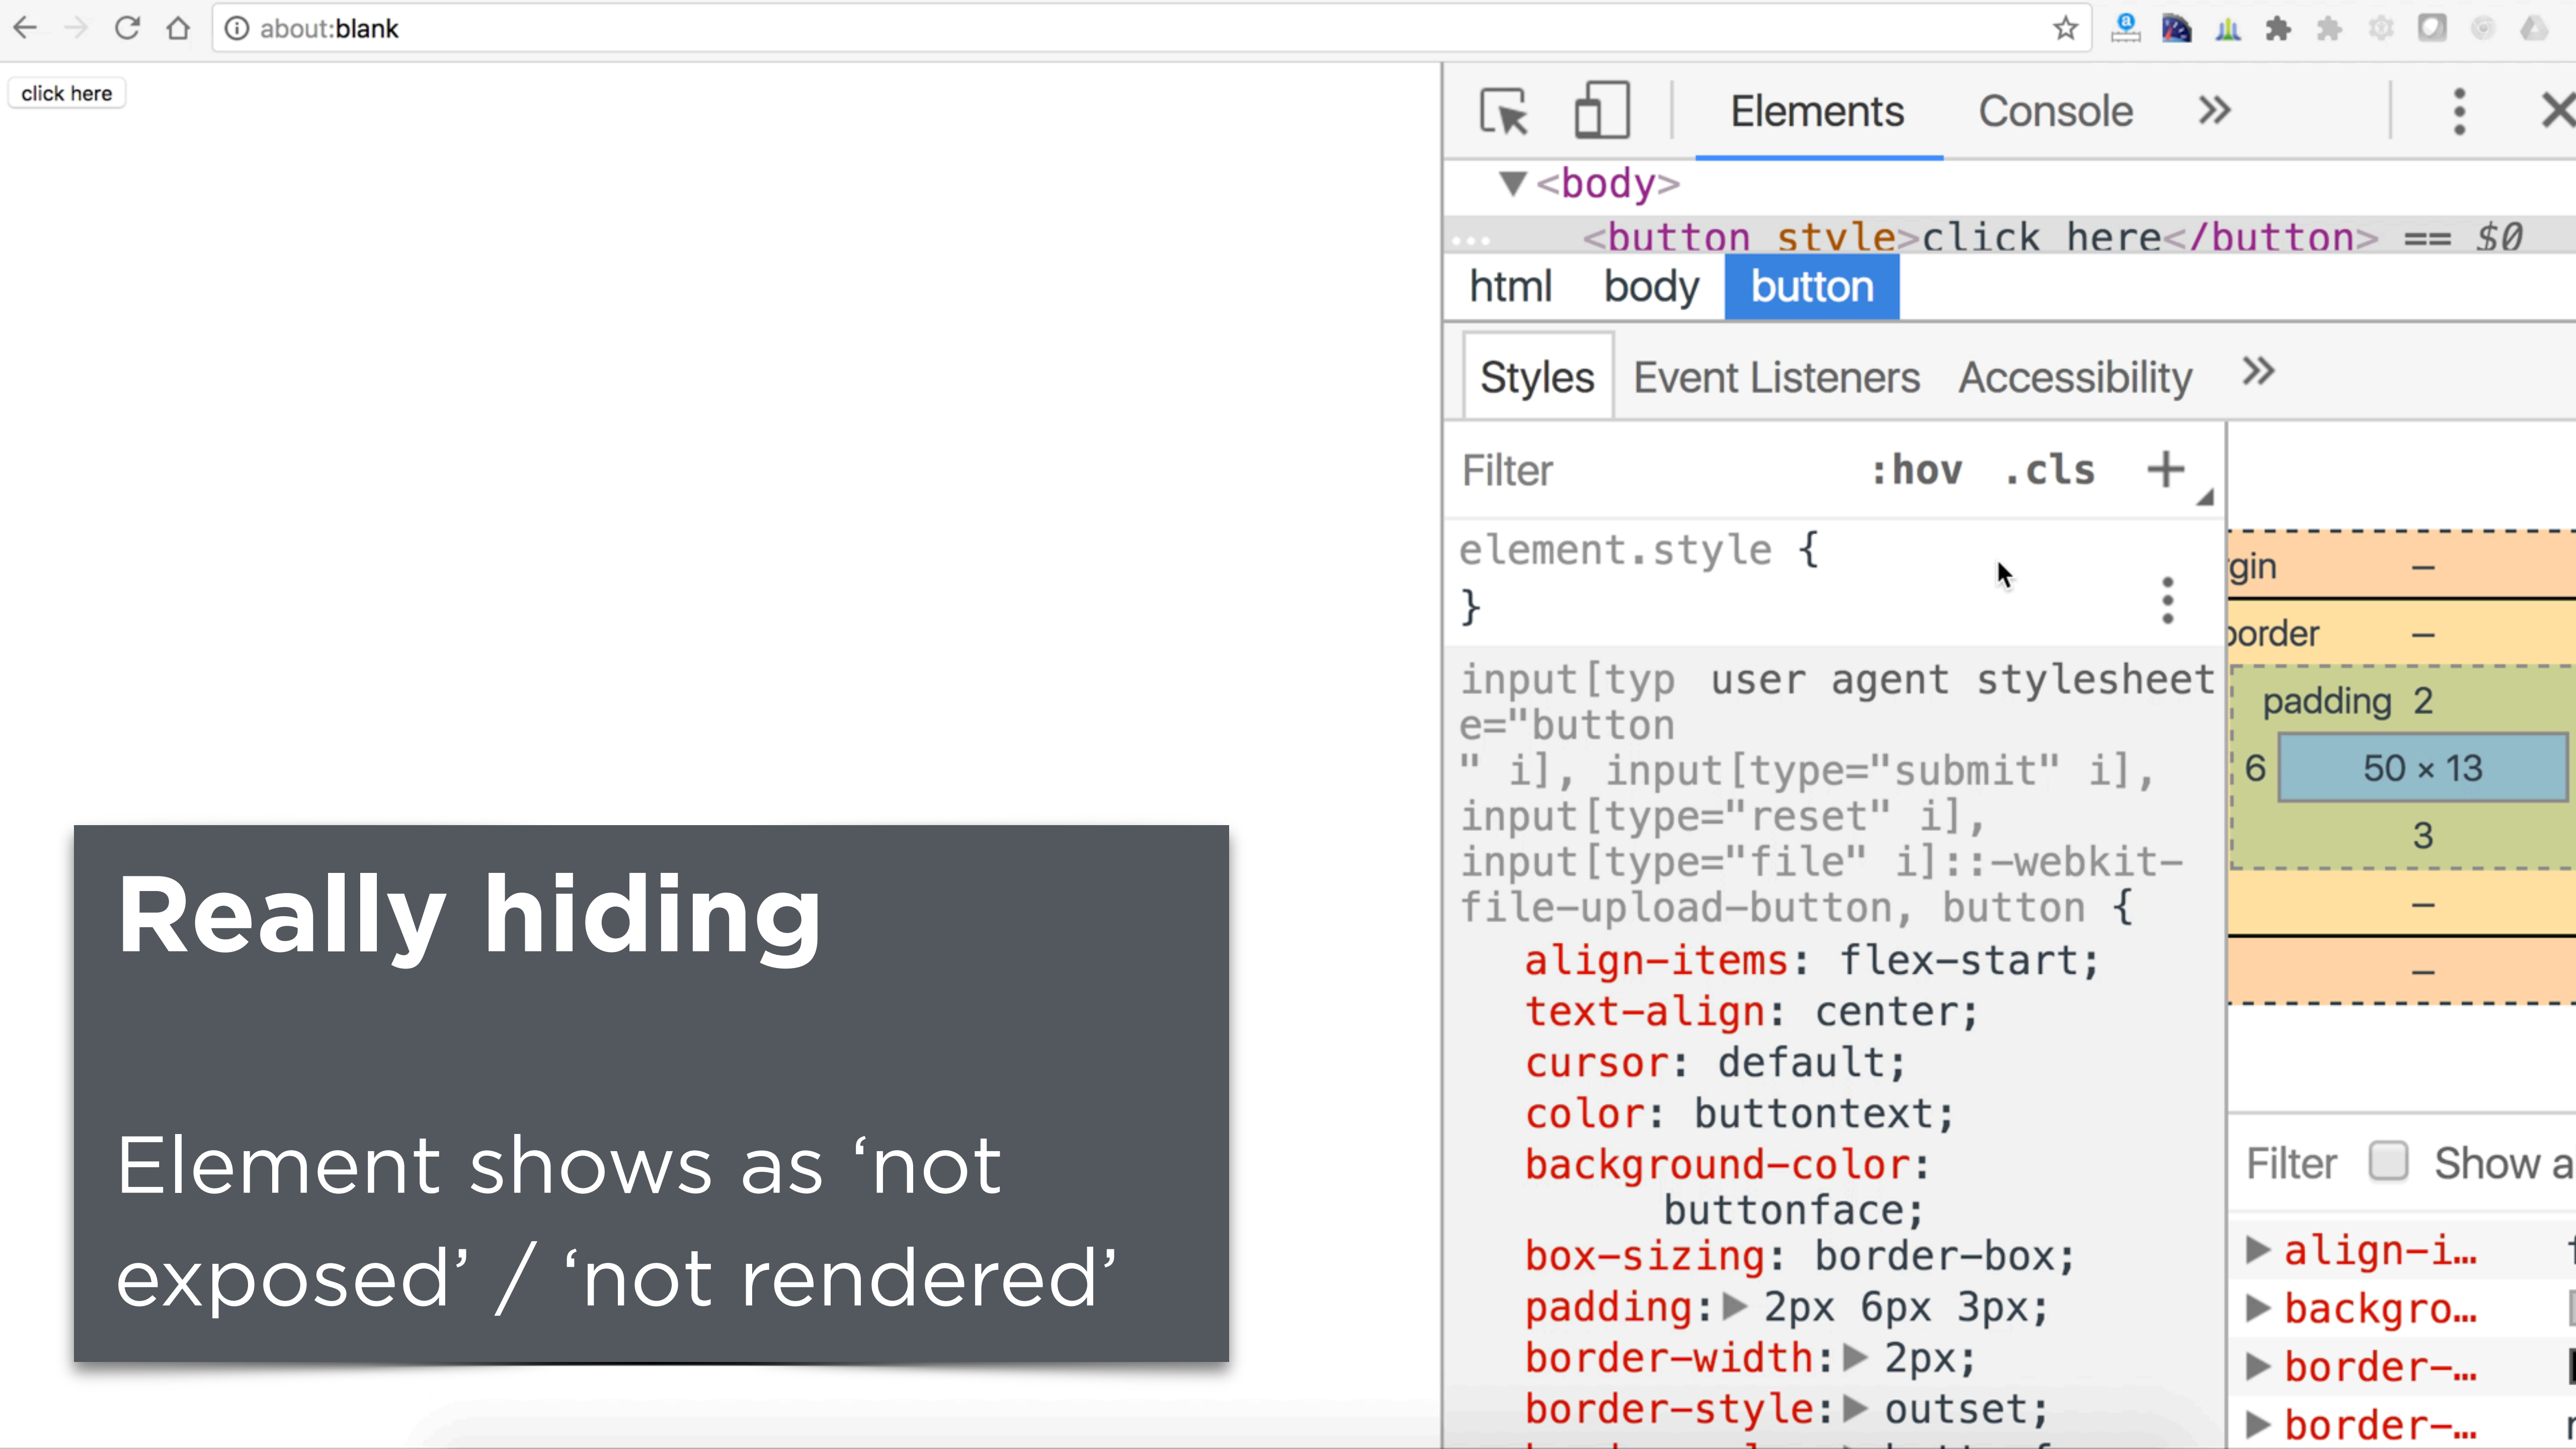 about:blank
click here
Elements Console »
▼<body>
... <button style>click here</button> == $0
html body button
Styles Event Listeners Accessibility »
Filter :hov .cls +
element.style {
}
input[typ user agent stylesheet
e="button
" i], input[type="submit" i],
input[type="reset" i],
input[type="file" i]::-webkit-
file-upload-button, button {
align-items: flex-start;
text-align: center;
cursor: default;
color: buttontext;
background-color:
buttonface;
box-sizing: border-box;
padding:▶ 2px 6px 3px;
border-width:▶ 2px;
border-style:▶ outset;
gin –
border –
padding 2
6 50 × 13
3
–
–
Filter Show a
▶ align-i…
▶ backgro…
▶ border-…
▶ border-…
Really hiding
Element shows as ‘not
exposed’ / ‘not rendered’